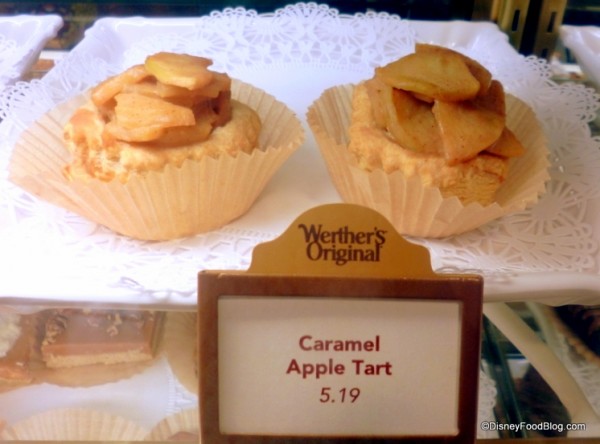 Werther's
Original
Caramel
Apple Tart
5.19
©DisneyFoodBlog.com